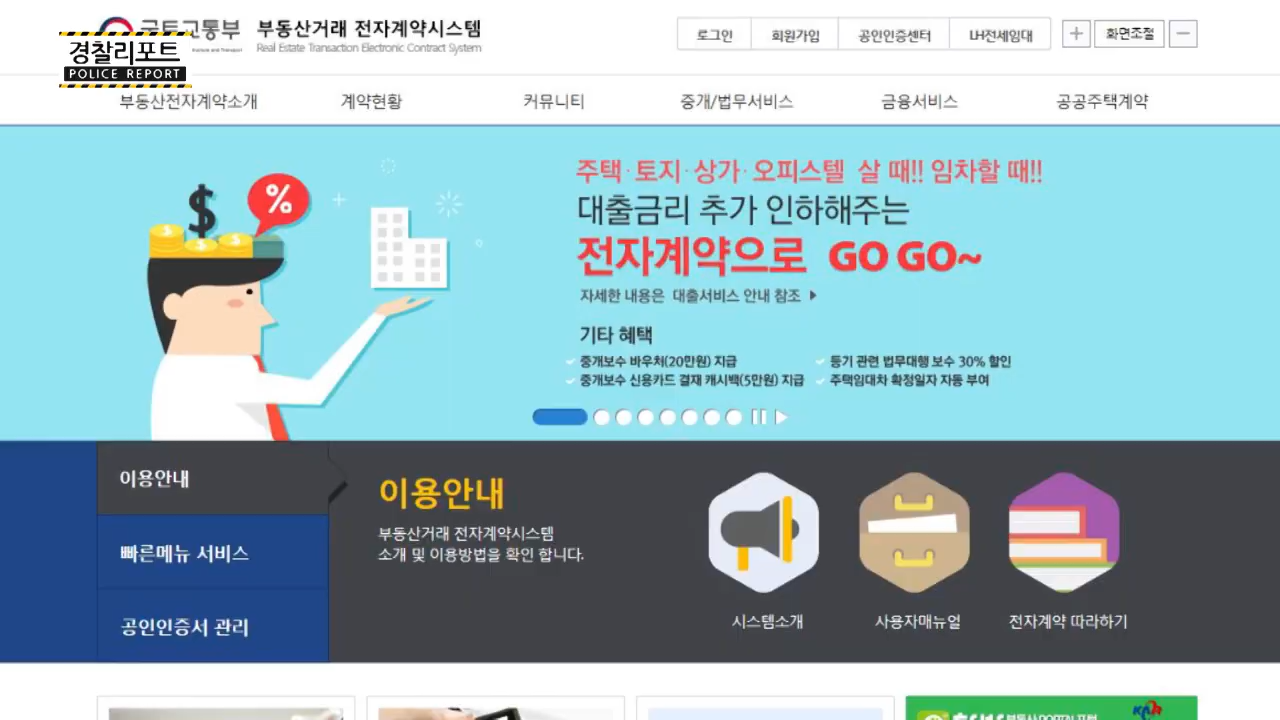 국토교통부 부동산거래 전자계약시스템
Real Estate Transaction Electronic Contract System
경찰리포트
POLICE REPORT
로그인 회원가입 공인인증센터 LH전세임대 + 화면조절 −
부동산전자계약소개 계약현황 커뮤니티 중개/법무서비스 금융서비스 공공주택계약
주택·토지·상가·오피스텔 살 때!! 임차할 때!!
대출금리 추가 인하해주는
전자계약으로 GO GO~
자세한 내용은 대출서비스 안내 참조
기타 혜택
중개보수 바우처(20만원) 지급 등기 관련 법무대행 보수 30% 할인
중개보수 신용카드 결재 캐시백(5만원) 지급 주택임대차 확정일자 자동 부여
$ %
이용안내
빠른메뉴 서비스
공인인증서 관리
이용안내
부동산거래 전자계약시스템
소개 및 이용방법을 확인 합니다.
시스템소개 사용자매뉴얼 전자계약 따라하기